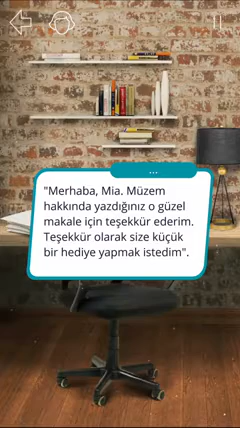 ...
"Merhaba, Mia. Müzem
hakkında yazdığınız o güzel
makale için teşekkür ederim.
Teşekkür olarak size küçük
bir hediye yapmak istedim".